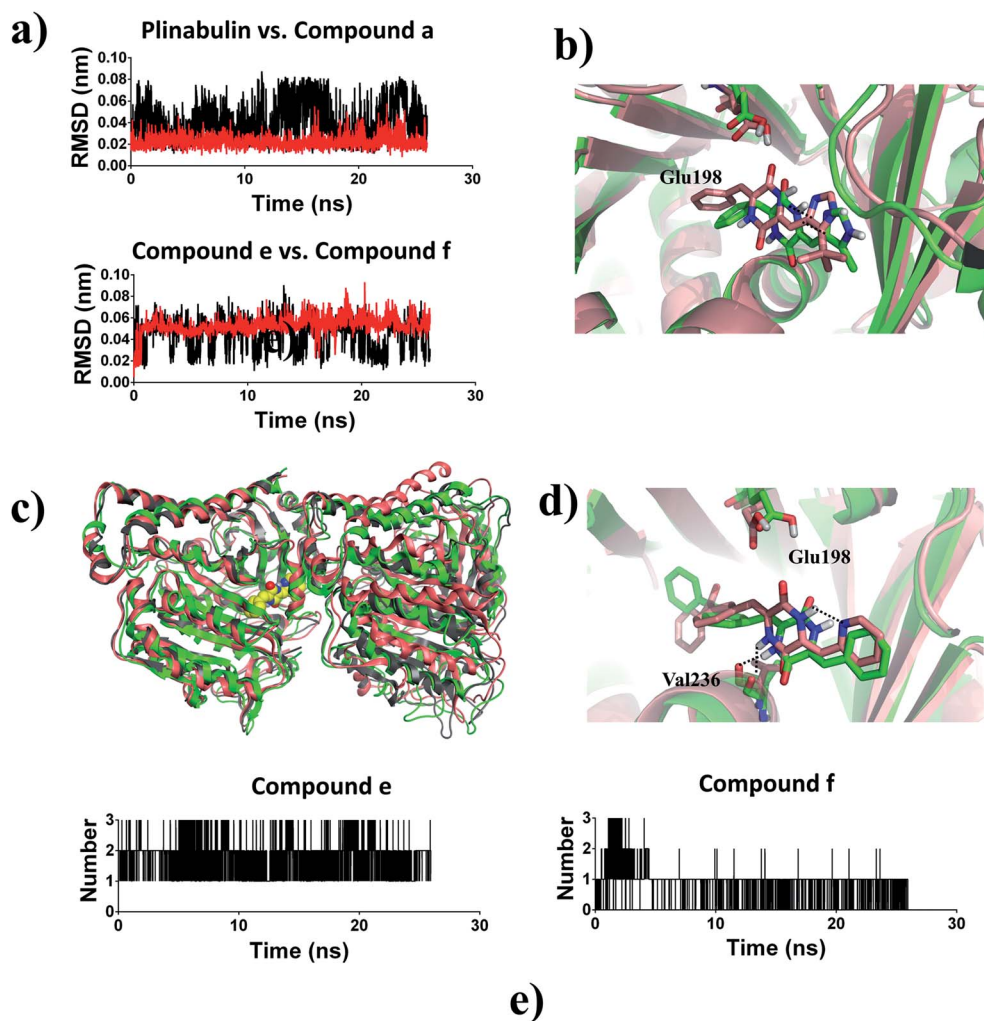 a)
Plinabulin vs. Compound a
RMSD (nm)
0.10
0.08
0.06
0.04
0.02
0.00
0 10 20 30
Time (ns)
b)
Glu198
Compound e vs. Compound f
RMSD (nm)
0.10
0.08
0.06
0.04
0.02
0.00
e)
0 10 20 30
Time (ns)
c)
d)
Glu198
Val236
Compound e
Number
3
2
1
0 10 20 30
Time (ns)
Compound f
Number
3
2
1
0 10 20 30
Time (ns)
e)